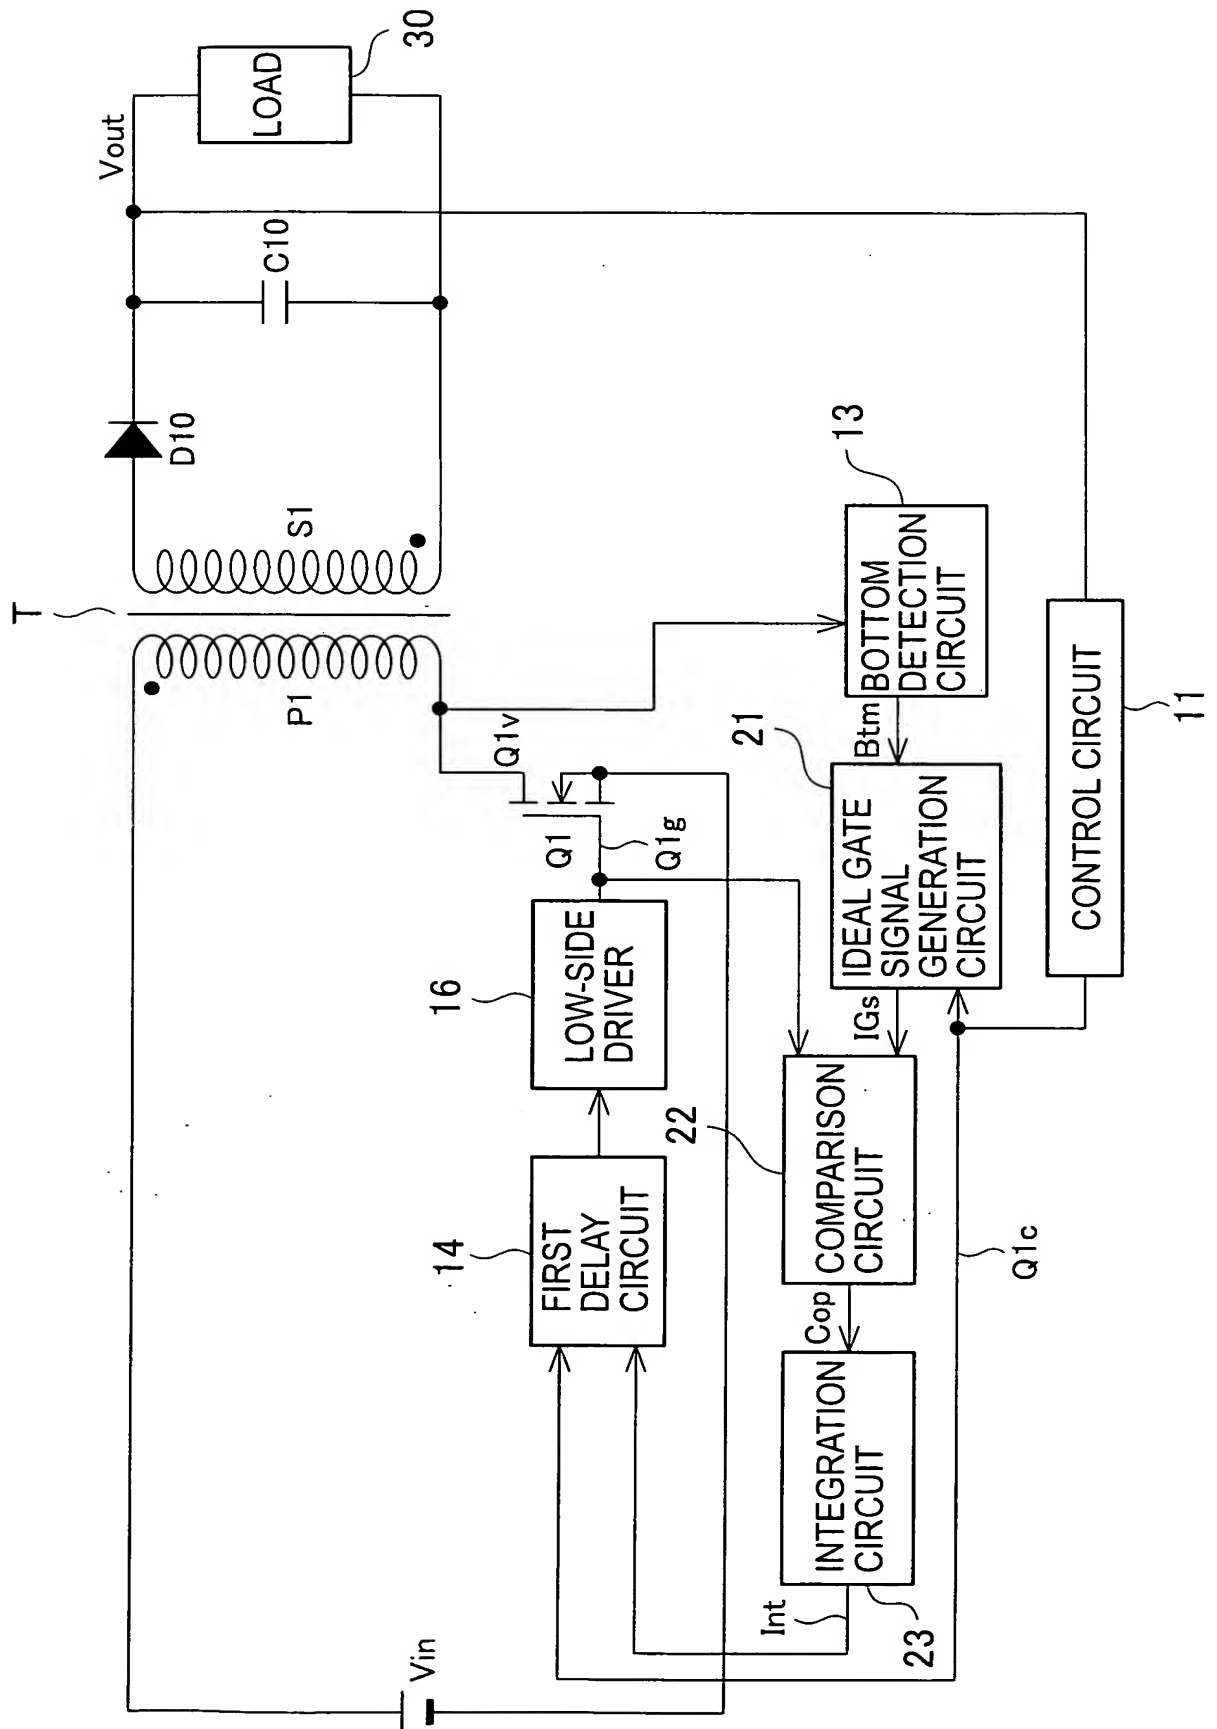 T
Vout
LOAD
30
D10
C10
P1
S1
Vin
Q1v
Q1
Q1g
14
FIRST
DELAY
CIRCUIT
16
LOW-SIDE
DRIVER
13
BOTTOM
DETECTION
CIRCUIT
Btm
21
IDEAL GATE
SIGNAL
GENERATION
CIRCUIT
IGs
22
COMPARISON
CIRCUIT
Cop
INTEGRATION
CIRCUIT
23
Int
Q1c
CONTROL CIRCUIT
11